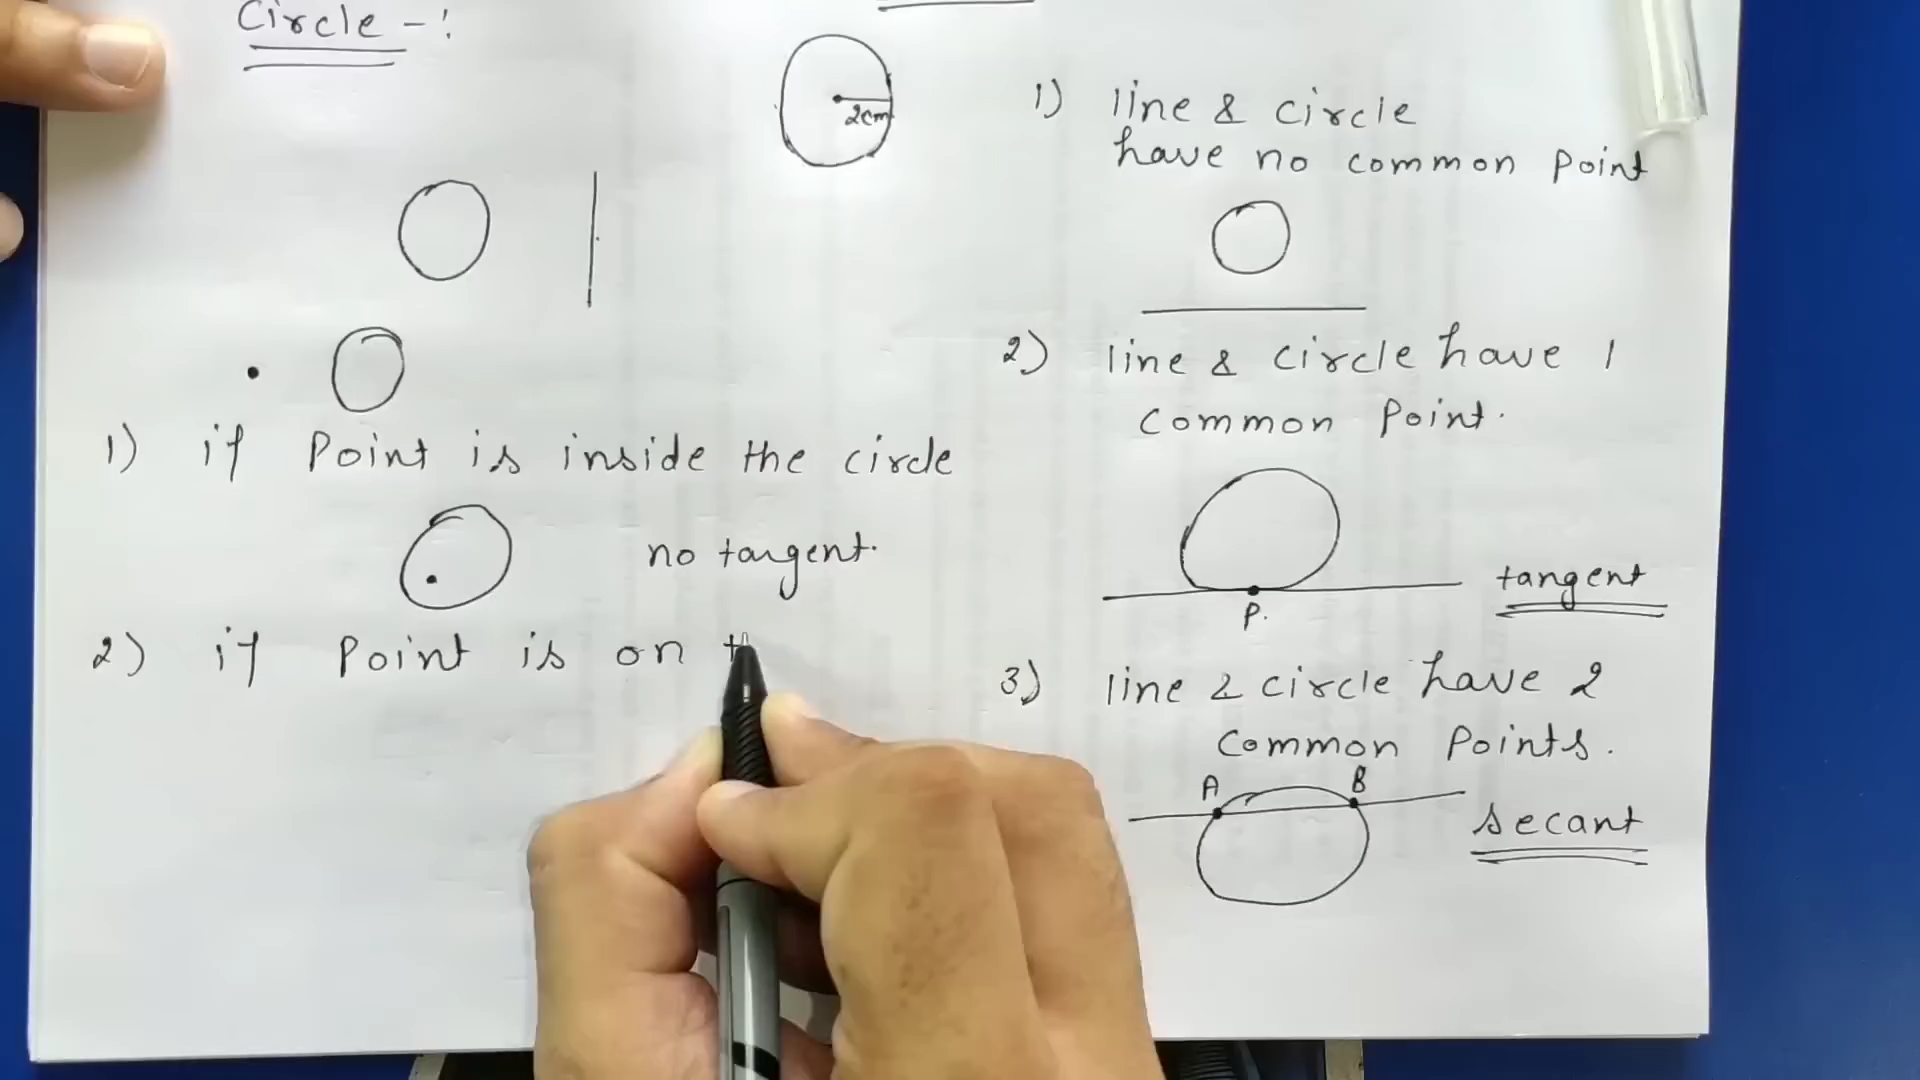 Circle -:
2cm
1) if Point is inside the circle
no tangent.
2) if Point is on
1) line & circle
have no common Point
2) line & circle have 1
common Point.
tangent
P.
3) line & circle have 2
common Points.
A B
secant